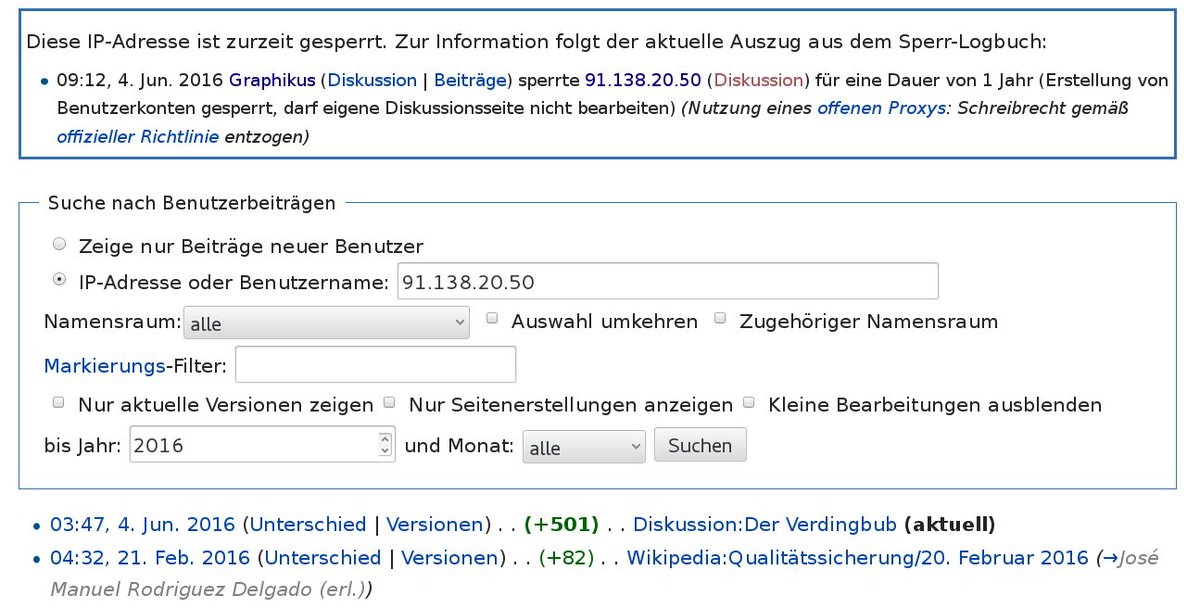 Diese IP-Adresse ist zurzeit gesperrt. Zur Information folgt der aktuelle Auszug aus dem Sperr-Logbuch:
• 09:12, 4. Jun. 2016 Graphikus (Diskussion | Beiträge) sperrte 91.138.20.50 (Diskussion) für eine Dauer von 1 Jahr (Erstellung von
Benutzerkonten gesperrt, darf eigene Diskussionsseite nicht bearbeiten) (Nutzung eines offenen Proxys: Schreibrecht gemäß
offizieller Richtlinie entzogen)
Suche nach Benutzerbeiträgen
Zeige nur Beiträge neuer Benutzer
IP-Adresse oder Benutzername: 91.138.20.50
Namensraum: alle Auswahl umkehren Zugehöriger Namensraum
Markierungs-Filter:
Nur aktuelle Versionen zeigen Nur Seitenerstellungen anzeigen Kleine Bearbeitungen ausblenden
bis Jahr: 2016 und Monat: alle Suchen
• 03:47, 4. Jun. 2016 (Unterschied | Versionen) . . (+501) . . Diskussion:Der Verdingbub (aktuell)
• 04:32, 21. Feb. 2016 (Unterschied | Versionen) . . (+82) . . Wikipedia:Qualitätssicherung/20. Februar 2016 (→José
Manuel Rodriguez Delgado (erl.))